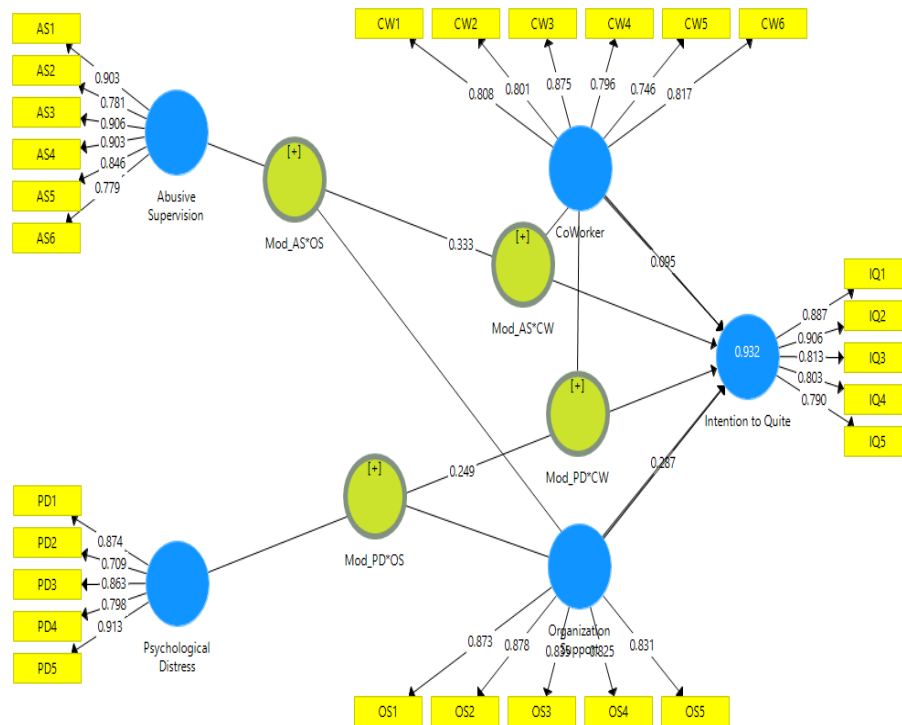 AS1
AS2
AS3
AS4
AS5
AS6
0.903
0.781
0.906
0.903
0.846
0.779
Abusive
Supervision
[+]
Mod_AS*OS
CW1
CW2
CW3
CW4
CW5
CW6
0.808
0.801
0.875
0.796
0.746
0.817
CoWorker
0.333
[+]
Mod_AS*CW
0.095
IQ1
IQ2
IQ3
IQ4
IQ5
0.887
0.906
0.813
0.803
0.790
0.932
Intention to Quite
[+]
Mod_PD*CW
0.249
0.287
[+]
Mod_PD*OS
PD1
PD2
PD3
PD4
PD5
0.874
0.709
0.863
0.798
0.913
Psychological
Distress
Organization
Support
0.873
0.878
0.825
0.831
OS1
OS2
OS3
OS4
OS5